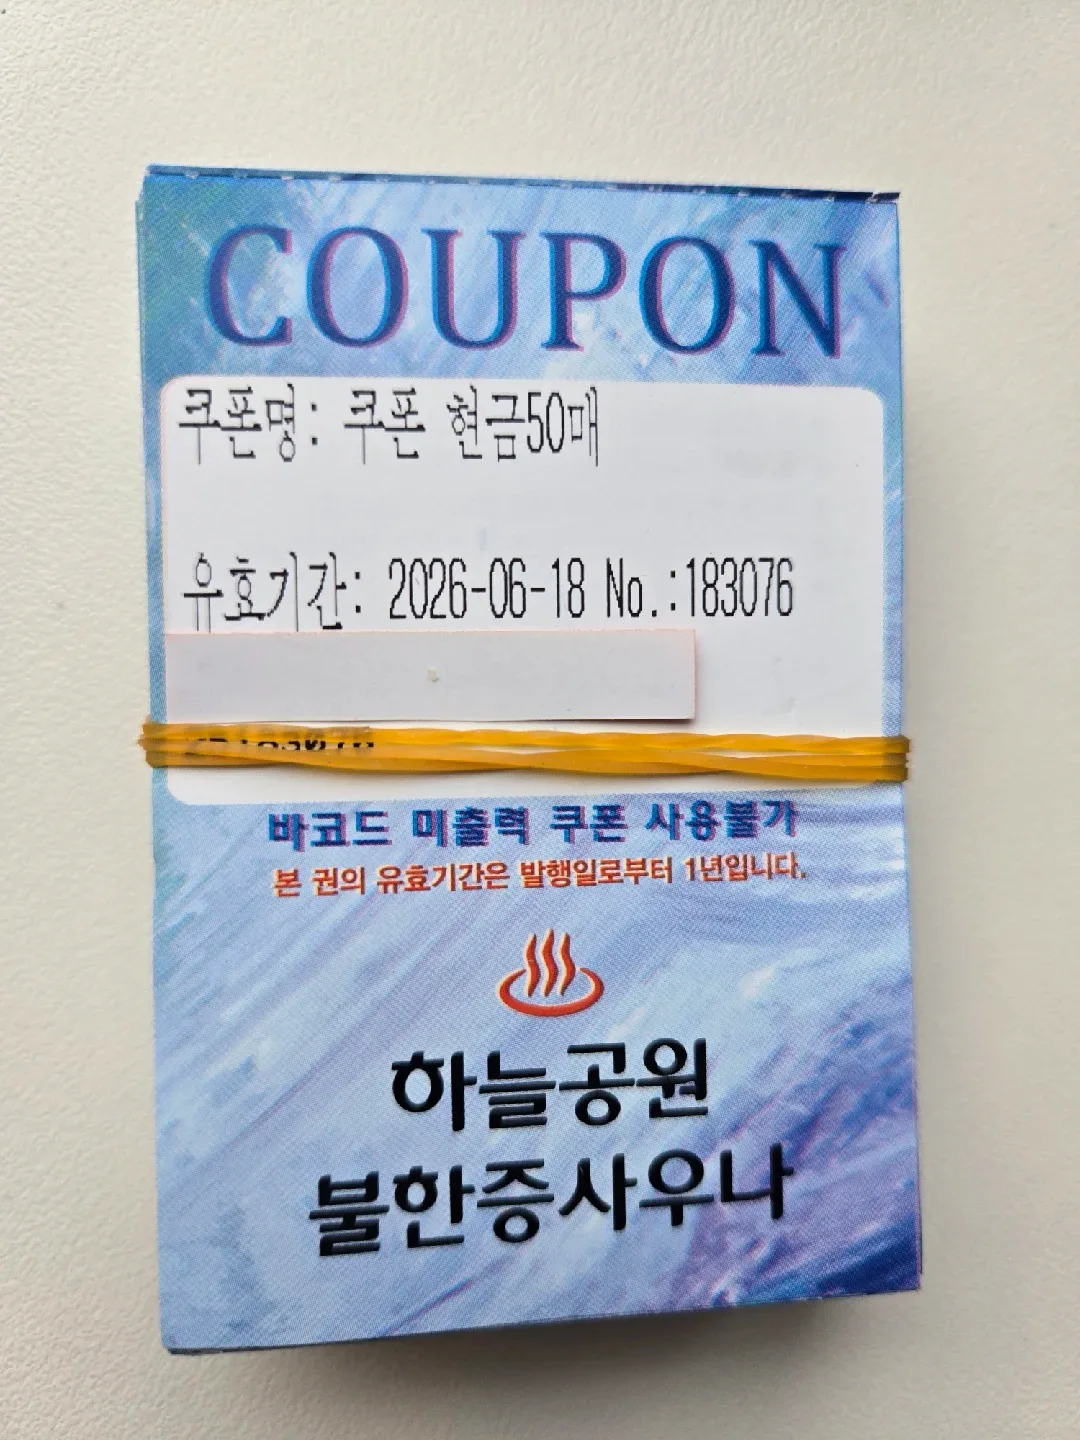 COUPON
쿠폰명: 쿠폰 현금50매
유효기간: 2026-06-18 No.:183076
바코드 미출력 쿠폰 사용불가
본 권의 유효기간은 발행일로부터 1년입니다.
하늘공원
불한증사우나